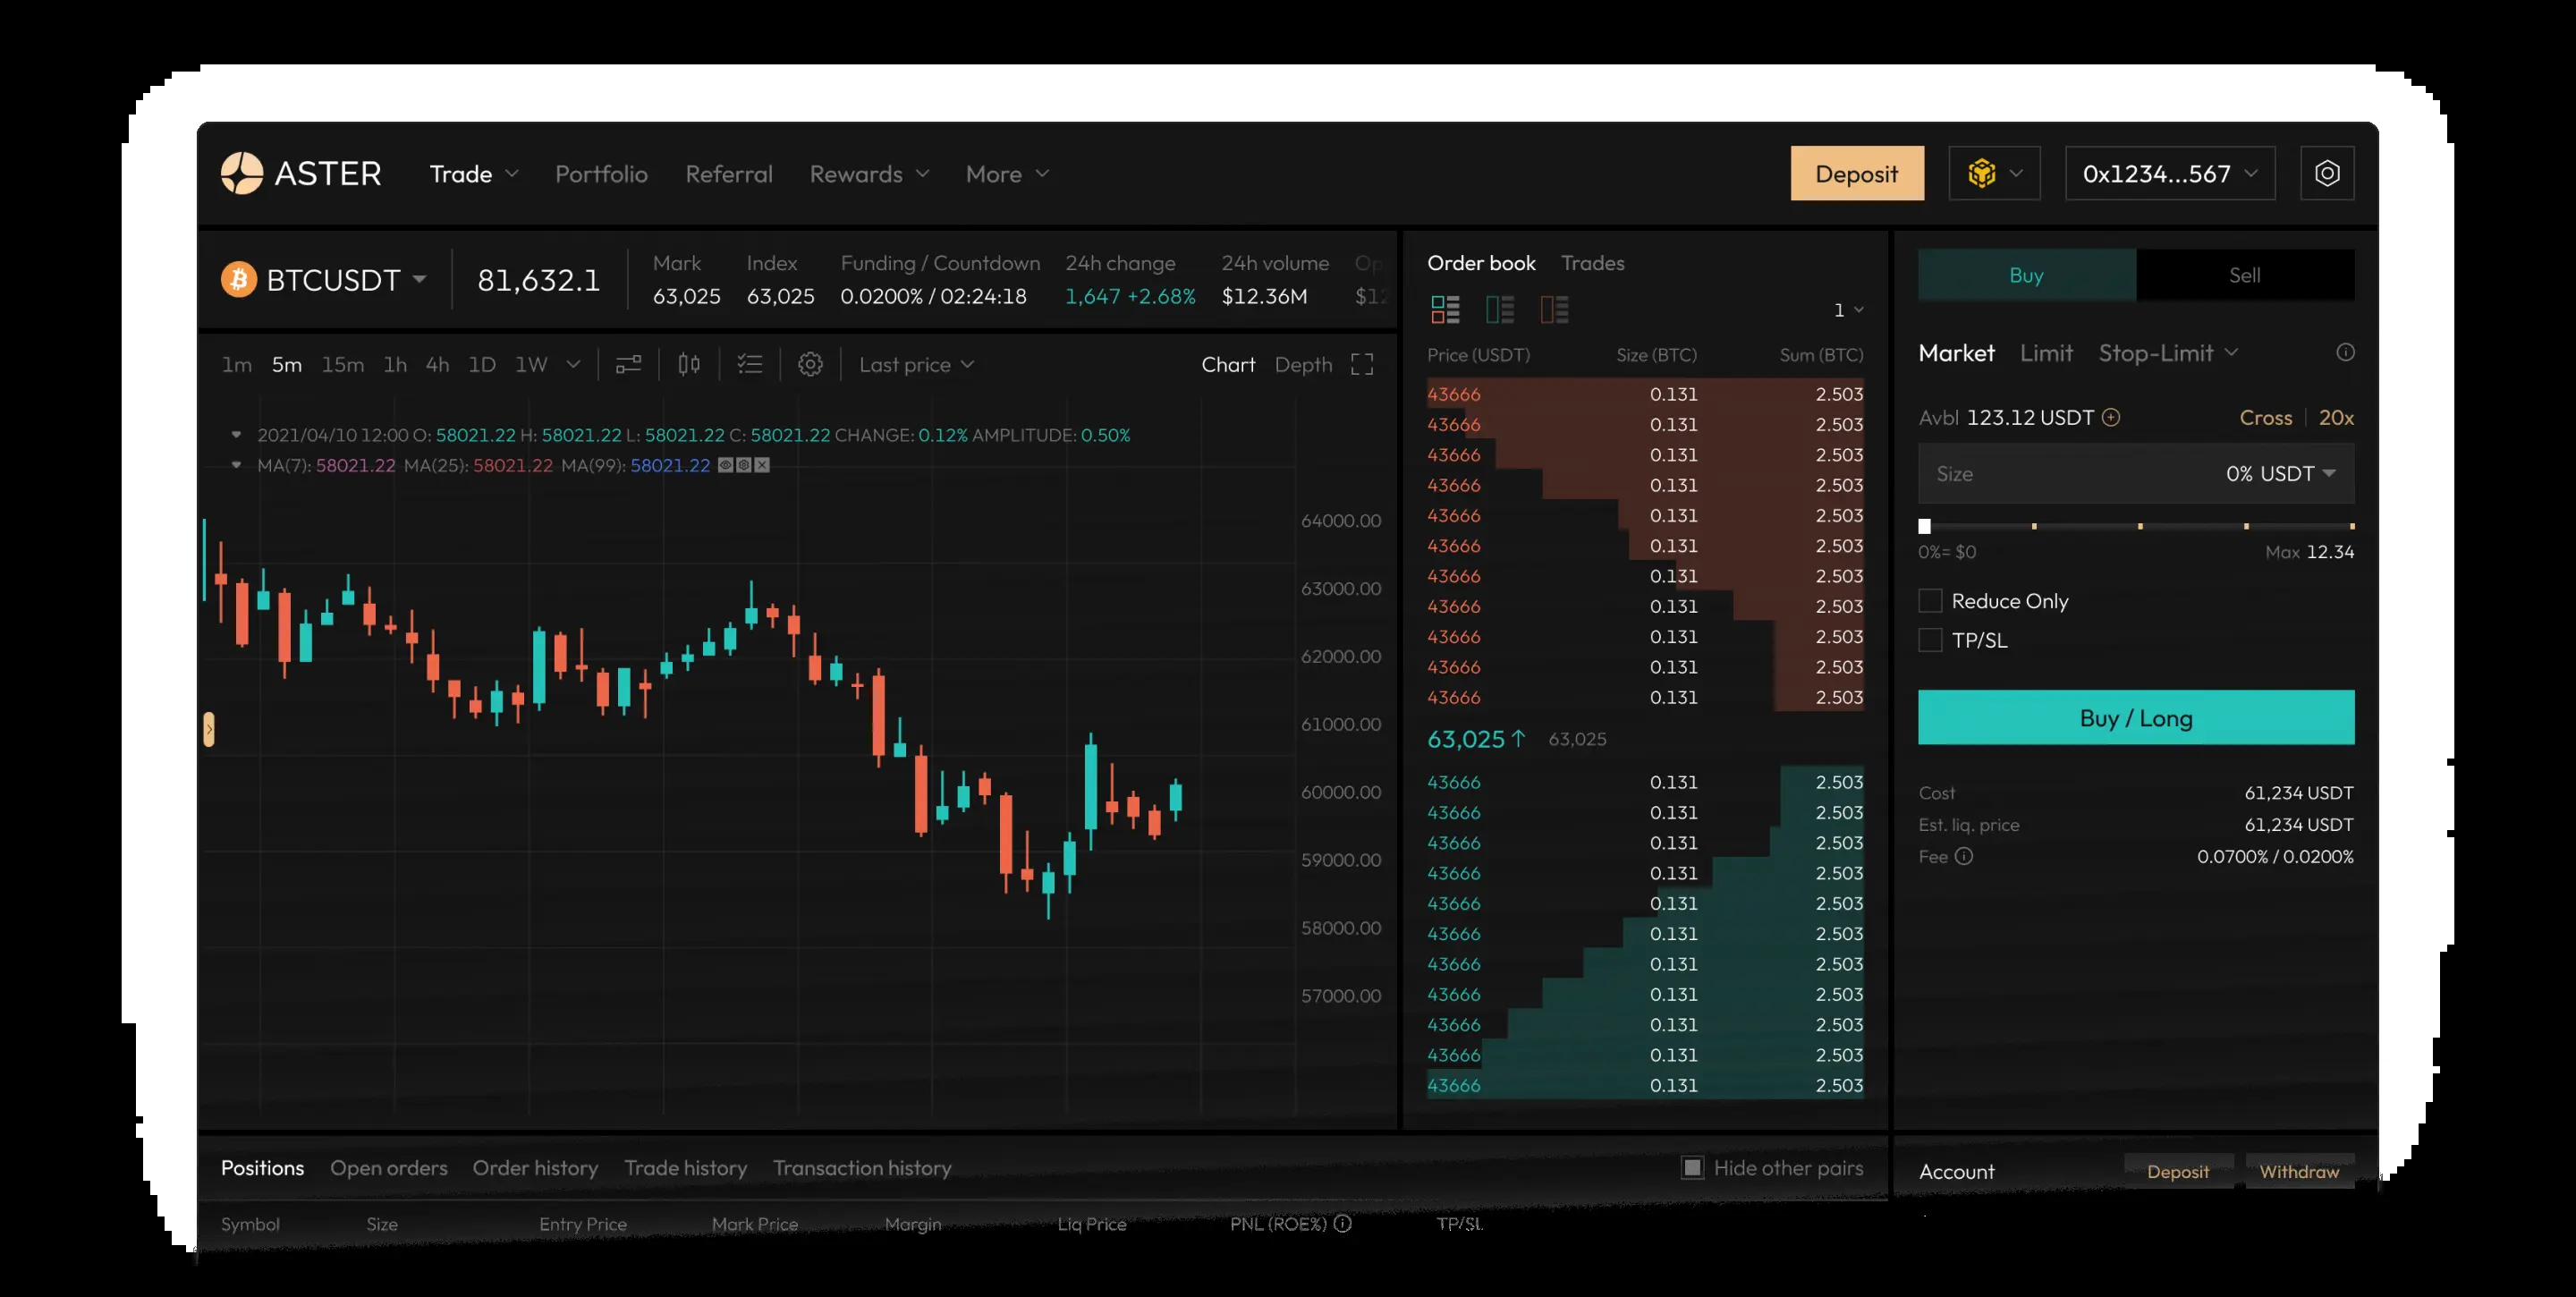 ASTER Trade Portfolio Referral Rewards More Deposit 0x1234...567
BTCUSDT 81,632.1
Mark Index Funding / Countdown 24h change 24h volume Op
63,025 63,025 0.0200% / 02:24:18 1,647 +2.68% $12.36M $12
1m 5m 15m 1h 4h 1D 1W Last price Chart Depth
2021/04/10 12:00 O: 58021.22 H: 58021.22 L: 58021.22 C: 58021.22 CHANGE: 0.12% AMPLITUDE: 0.50%
MA(7): 58021.22 MA(25): 58021.22 MA(99): 58021.22
64000.00
63000.00
62000.00
61000.00
60000.00
59000.00
58000.00
57000.00
Order book Trades
1
Price (USDT) Size (BTC) Sum (BTC)
43666 0.131 2.503
43666 0.131 2.503
43666 0.131 2.503
43666 0.131 2.503
43666 0.131 2.503
43666 0.131 2.503
43666 0.131 2.503
43666 0.131 2.503
43666 0.131 2.503
43666 0.131 2.503
43666 0.131 2.503
63,025 ↑ 63,025
43666 0.131 2.503
43666 0.131 2.503
43666 0.131 2.503
43666 0.131 2.503
43666 0.131 2.503
43666 0.131 2.503
43666 0.131 2.503
43666 0.131 2.503
43666 0.131 2.503
43666 0.131 2.503
43666 0.131 2.503
Buy Sell
Market Limit Stop-Limit
Avbl 123.12 USDT Cross 20x
Size 0% USDT
0%= $0 Max 12.34
Reduce Only
TP/SL
Buy / Long
Cost 61,234 USDT
Est. liq. price 61,234 USDT
Fee 0.0700% / 0.0200%
Positions Open orders Order history Trade history Transaction history Hide other pairs
Symbol Size Entry Price Mark Price Margin Liq Price PNL (ROE%) TP/SL
Account Deposit Withdraw